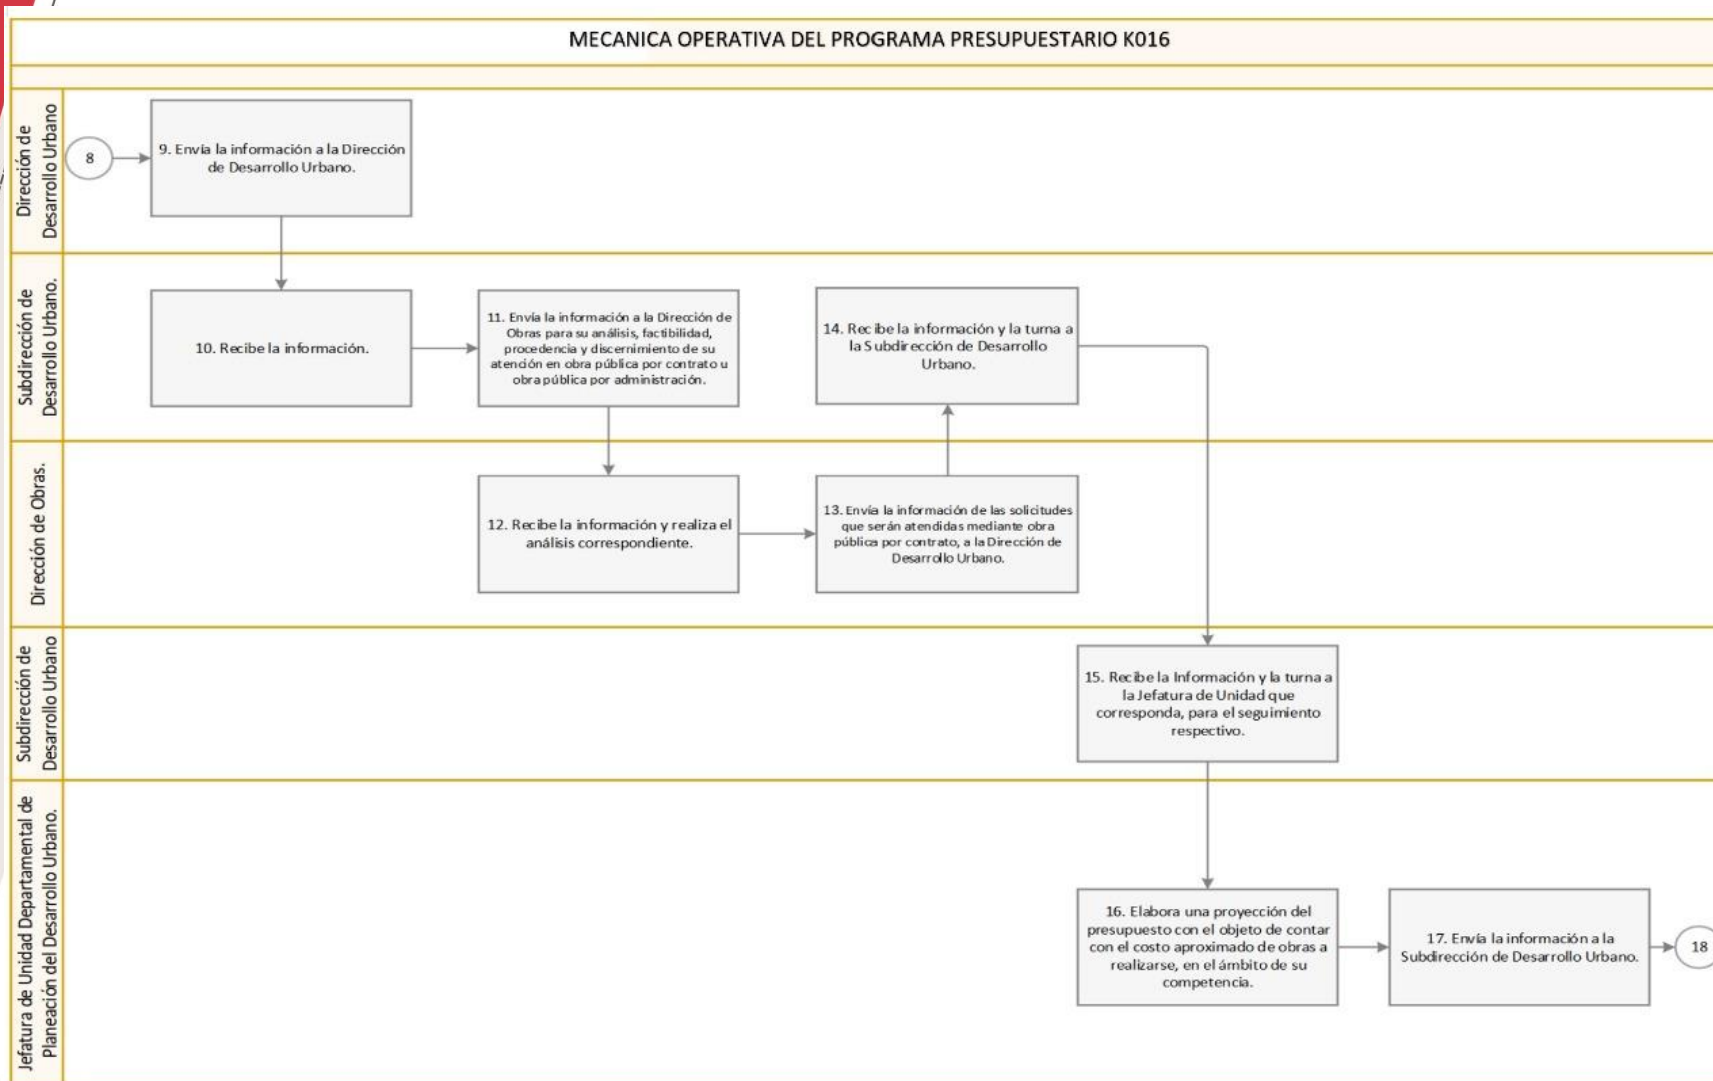 MECANICA OPERATIVA DEL PROGRAMA PRESUPUESTARIO K016
Dirección de
Desarrollo Urbano
8
9. Envía la información a la Dirección
de Desarrollo Urbano.
Subdirección de
Desarrollo Urbano.
10. Recibe la información.
11. Envía la información a la Dirección de
Obras para su análisis, factibilidad,
procedencia y discernimiento de su
atención en obra pública por contrato u
obra pública por administración.
14. Recibe la información y la turna a
la Subdirección de Desarrollo
Urbano.
Dirección de Obras.
12. Recibe la información y realiza el
análisis correspondiente.
13. Envía la información de las solicitudes
que serán atendidas mediante obra
pública por contrato, a la Dirección de
Desarrollo Urbano.
Subdirección de
Desarrollo Urbano
15. Recibe la Información y la turna a
la Jefatura de Unidad que
corresponda, para el seguimiento
respectivo.
Jefatura de Unidad Departamental de
Planeación del Desarrollo Urbano.
16. Elabora una proyección del
presupuesto con el objeto de contar
con el costo aproximado de obras a
realizarse, en el ámbito de su
competencia.
17. Envía la información a la
Subdirección de Desarrollo Urbano.
18